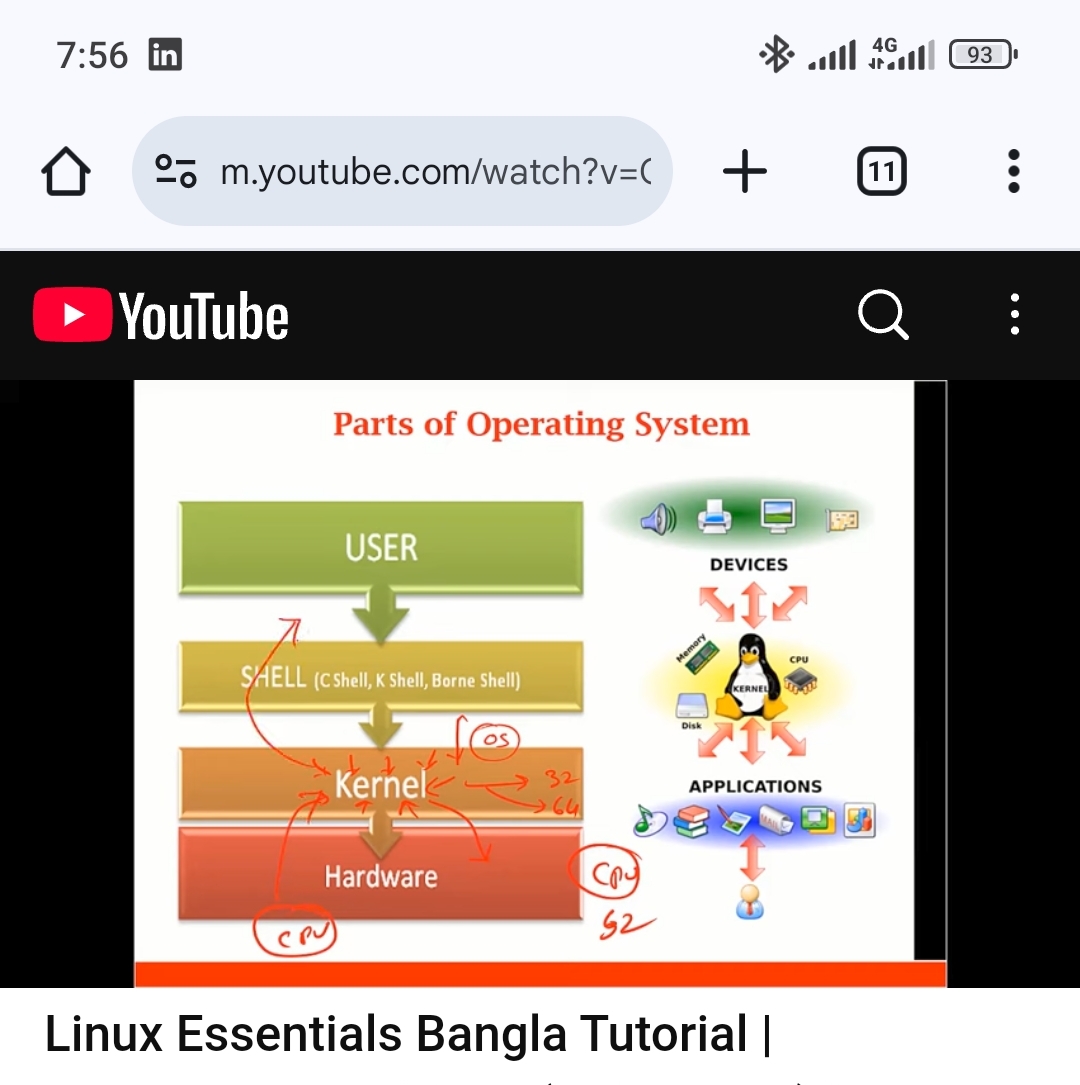 7:56 in 4G 93
m.youtube.com/watch?v=
11
YouTube
Parts of Operating System
USER
SHELL (C Shell, K Shell, Borne Shell)
OS
Kernel
32
64
Hardware
CPU
CPU
DEVICES
Memory
CPU
KERNEL
Disk
APPLICATIONS
MAIL
Linux Essentials Bangla Tutorial |